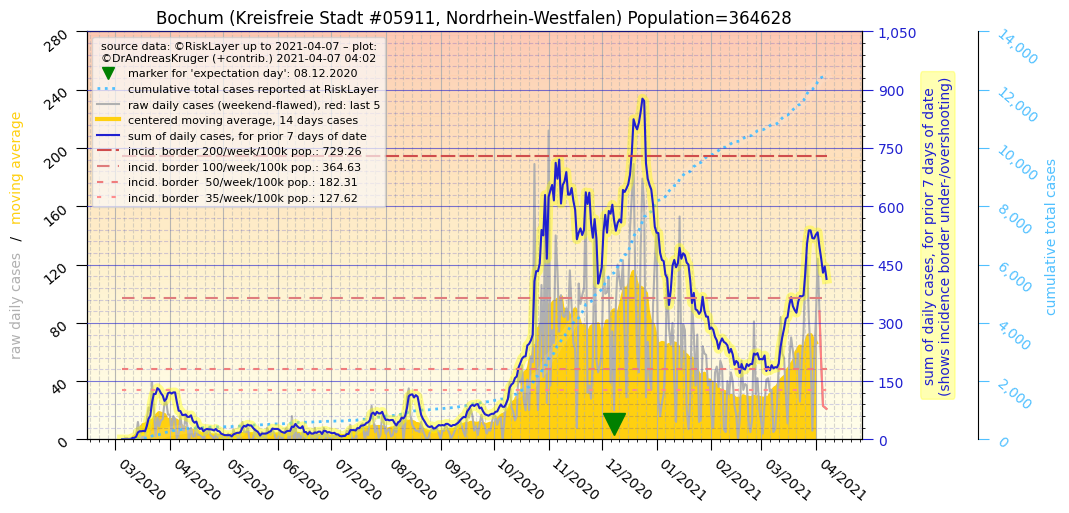 Bochum (Kreisfreie Stadt #05911, Nordrhein-Westfalen) Population=364628
source data: ©RiskLayer up to 2021-04-07 – plot:
©DrAndreasKruger (+contrib.) 2021-04-07 04:02
marker for 'expectation day': 08.12.2020
cumulative total cases reported at RiskLayer
raw daily cases (weekend-flawed), red: last 5
centered moving average, 14 days cases
sum of daily cases, for prior 7 days of date
incid. border 200/week/100k pop.: 729.26
incid. border 100/week/100k pop.: 364.63
incid. border  50/week/100k pop.: 182.31
incid. border  35/week/100k pop.: 127.62
raw daily cases / moving average
280
240
200
160
120
80
40
0
03/2020
04/2020
05/2020
06/2020
07/2020
08/2020
09/2020
10/2020
11/2020
12/2020
01/2021
02/2021
03/2021
04/2021
1,050
900
750
600
450
300
150
0
sum of daily cases, for prior 7 days of date
(shows incidence border under-/overshooting)
14,000
12,000
10,000
8,000
6,000
4,000
2,000
0
cumulative total cases